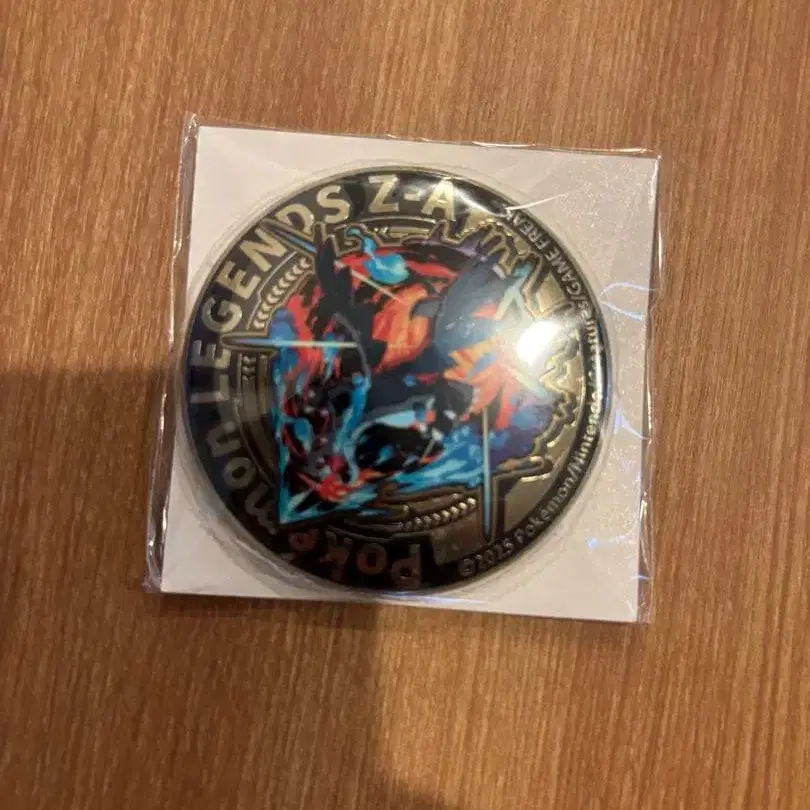 Pokémon LEGENDS Z-A
©2025 Pokémon/Nintendo/Creatures/GAME FREAK